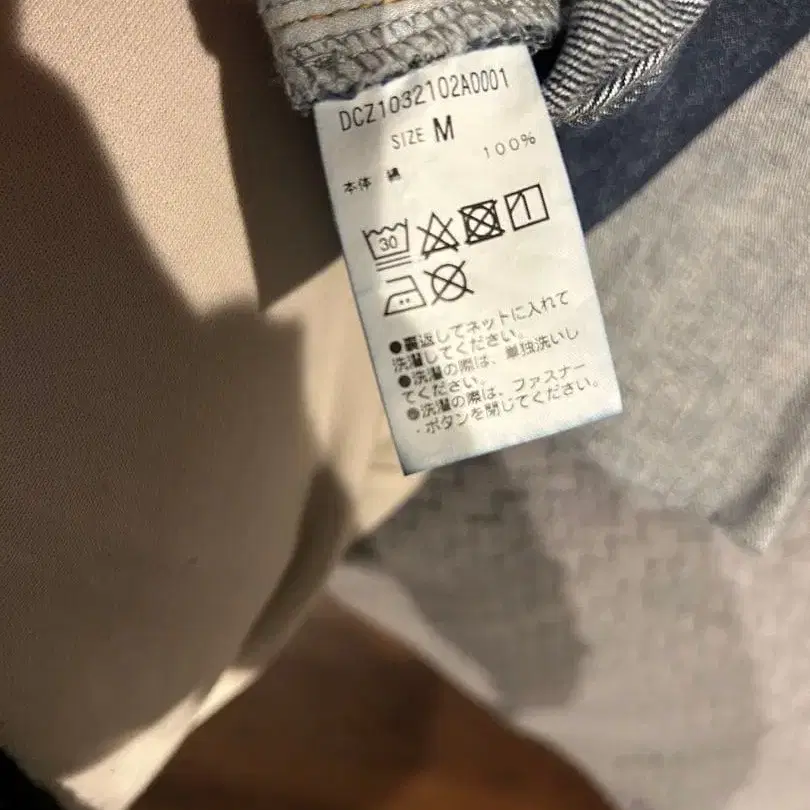 DCZ1032102A0001
SIZE M
本体 綿 100%
30
●裏返してネットに入れて
洗濯してください。
●洗濯の際は、単独洗いし
てください。
●洗濯の際は、ファスナー
・ボタンを閉じてください。